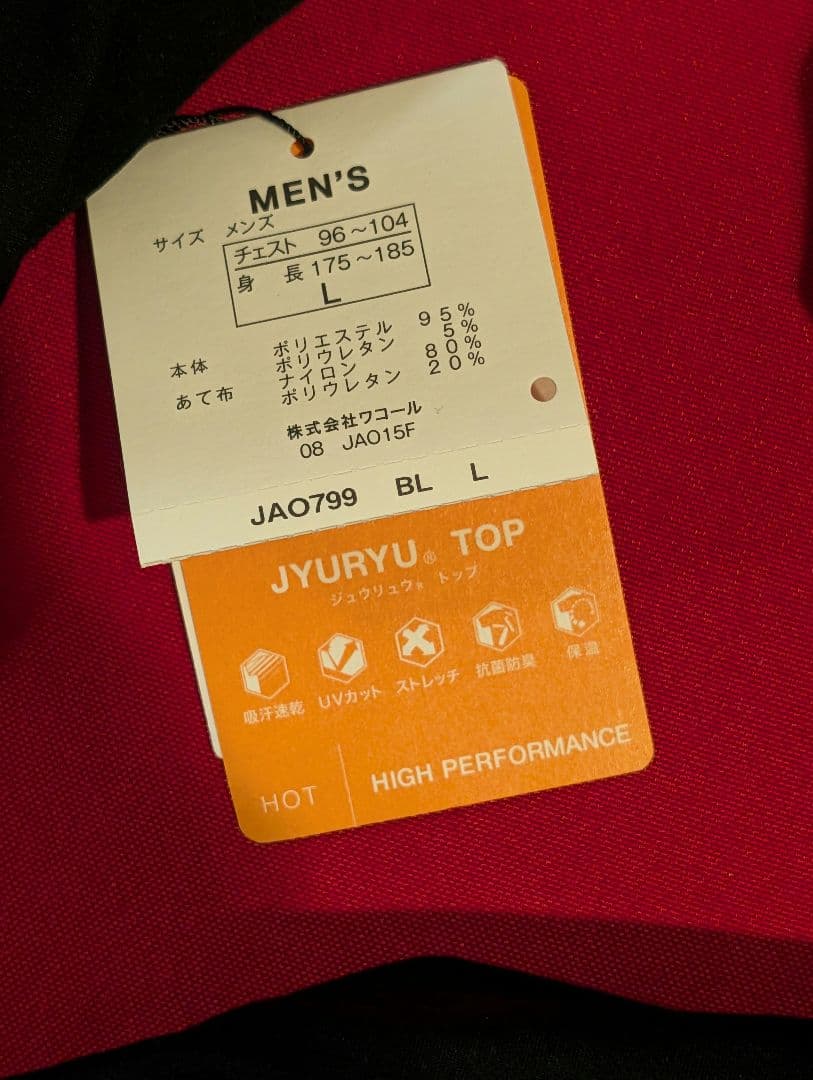 MEN'S
サイズ メンズ
チェスト 96～104
身 長 175～185
L
本体 ポリエステル 95%
ポリウレタン 5%
あて布 ナイロン 80%
ポリウレタン 20%
株式会社ワコール
08 JAO15F
JAO799 BL L
JYURYU® TOP
ジュウリュウ® トップ
吸汗速乾 UVカット ストレッチ 抗菌防臭 保温
HOT HIGH PERFORMANCE